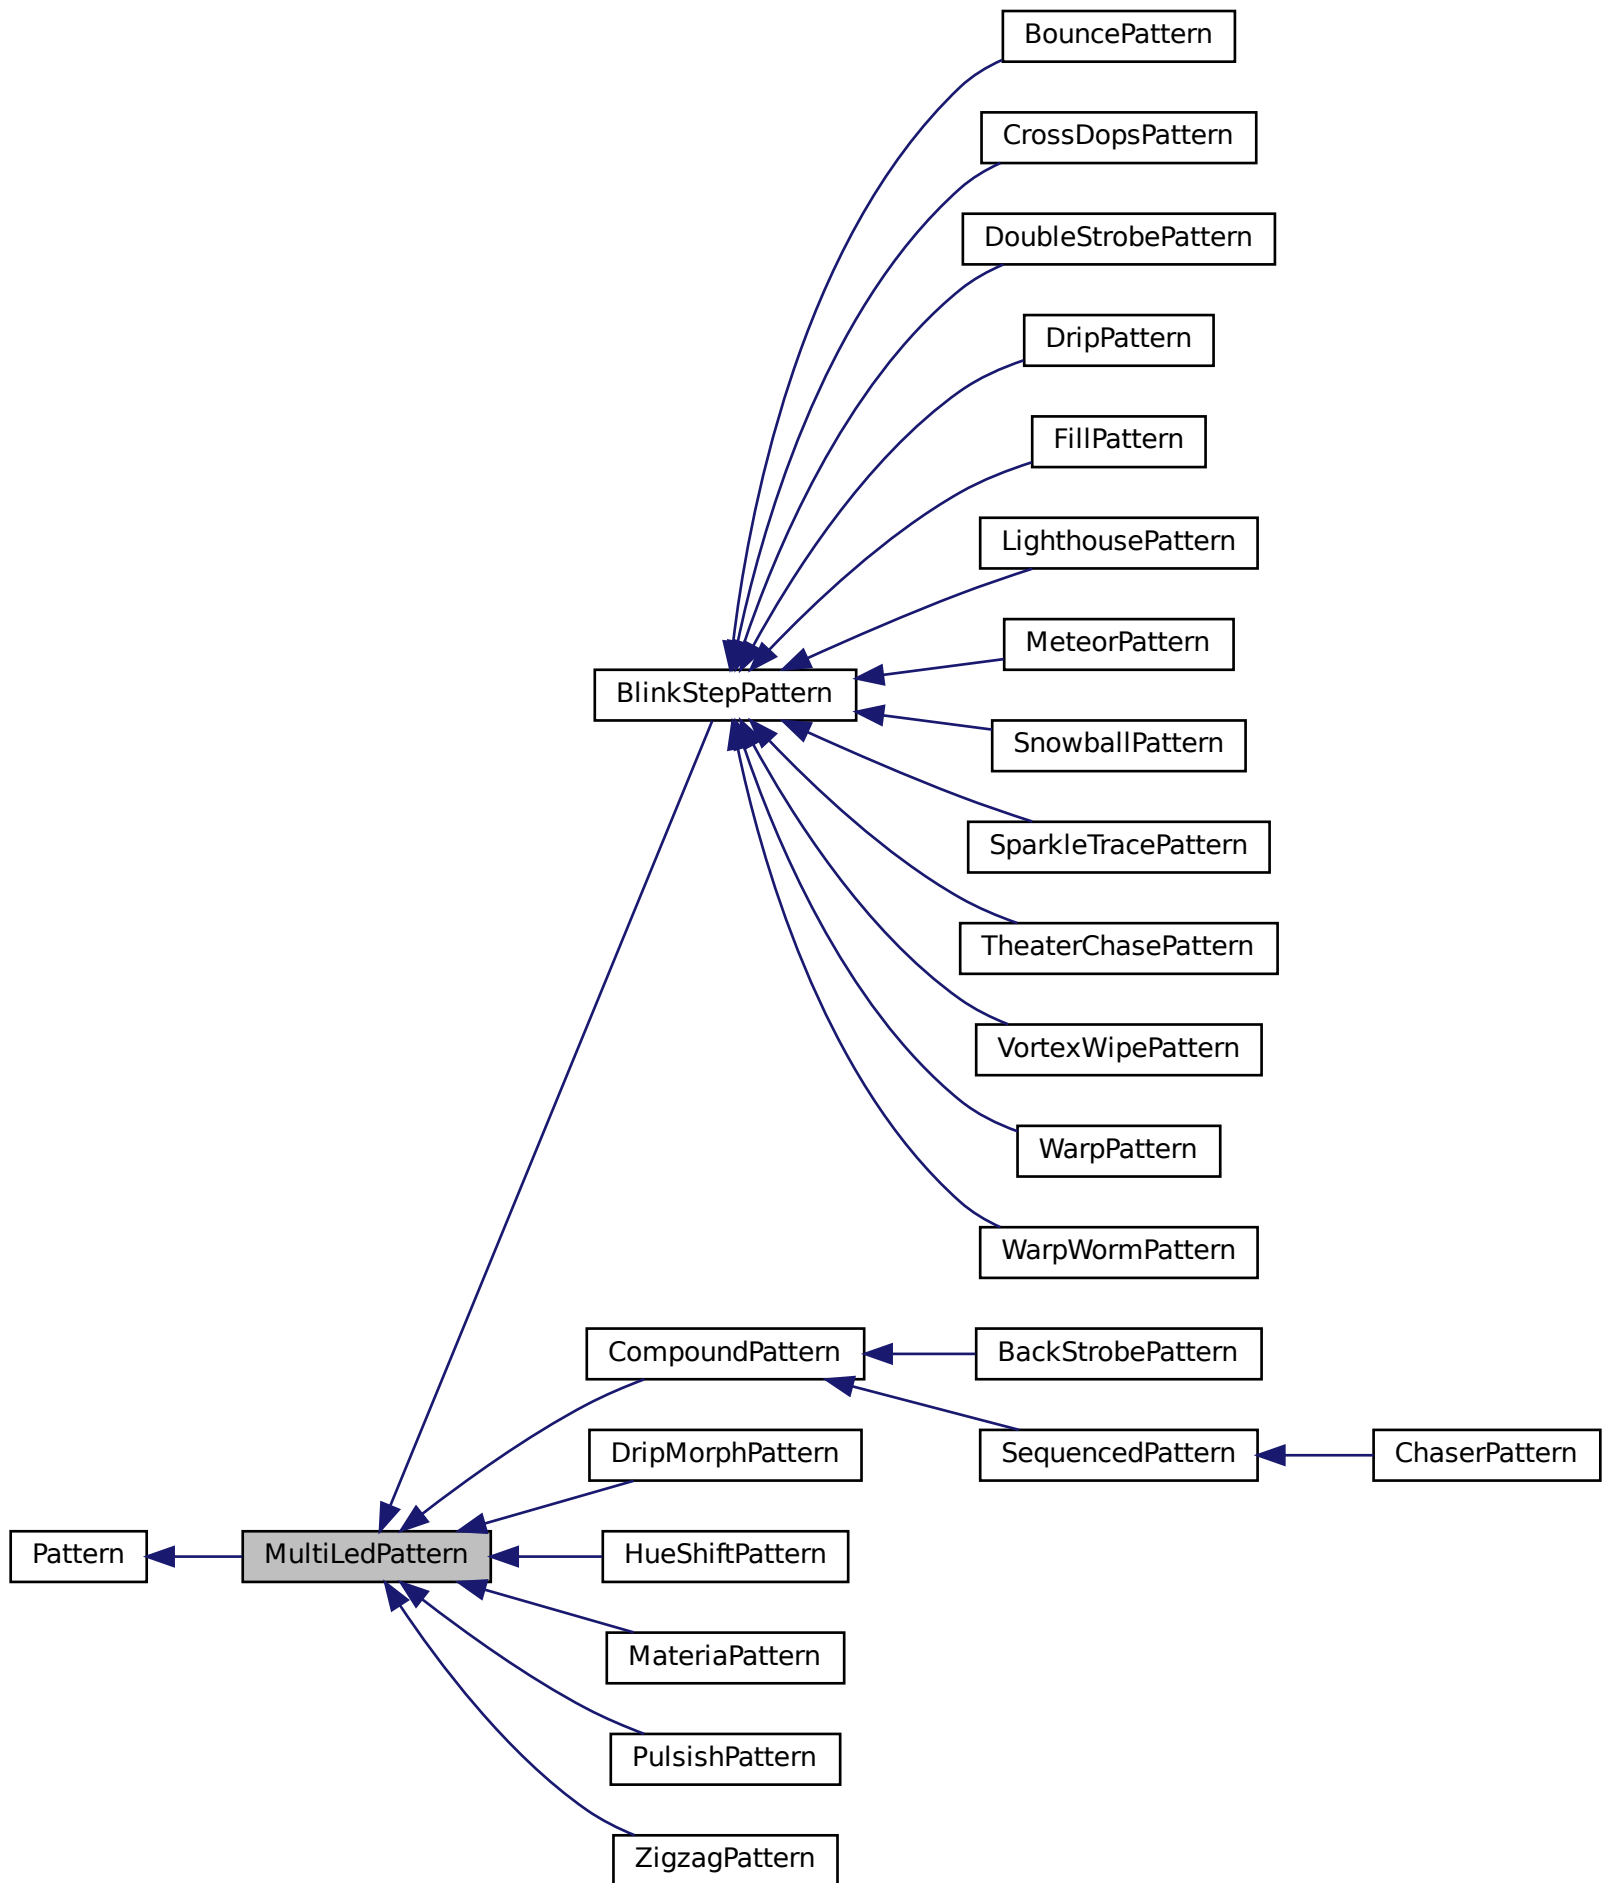 BouncePattern
CrossDopsPattern
DoubleStrobePattern
DripPattern
FillPattern
LighthousePattern
MeteorPattern
BlinkStepPattern
SnowballPattern
SparkleTracePattern
TheaterChasePattern
VortexWipePattern
WarpPattern
WarpWormPattern
CompoundPattern
BackStrobePattern
DripMorphPattern
SequencedPattern
ChaserPattern
Pattern
MultiLedPattern
HueShiftPattern
MateriaPattern
PulsishPattern
ZigzagPattern